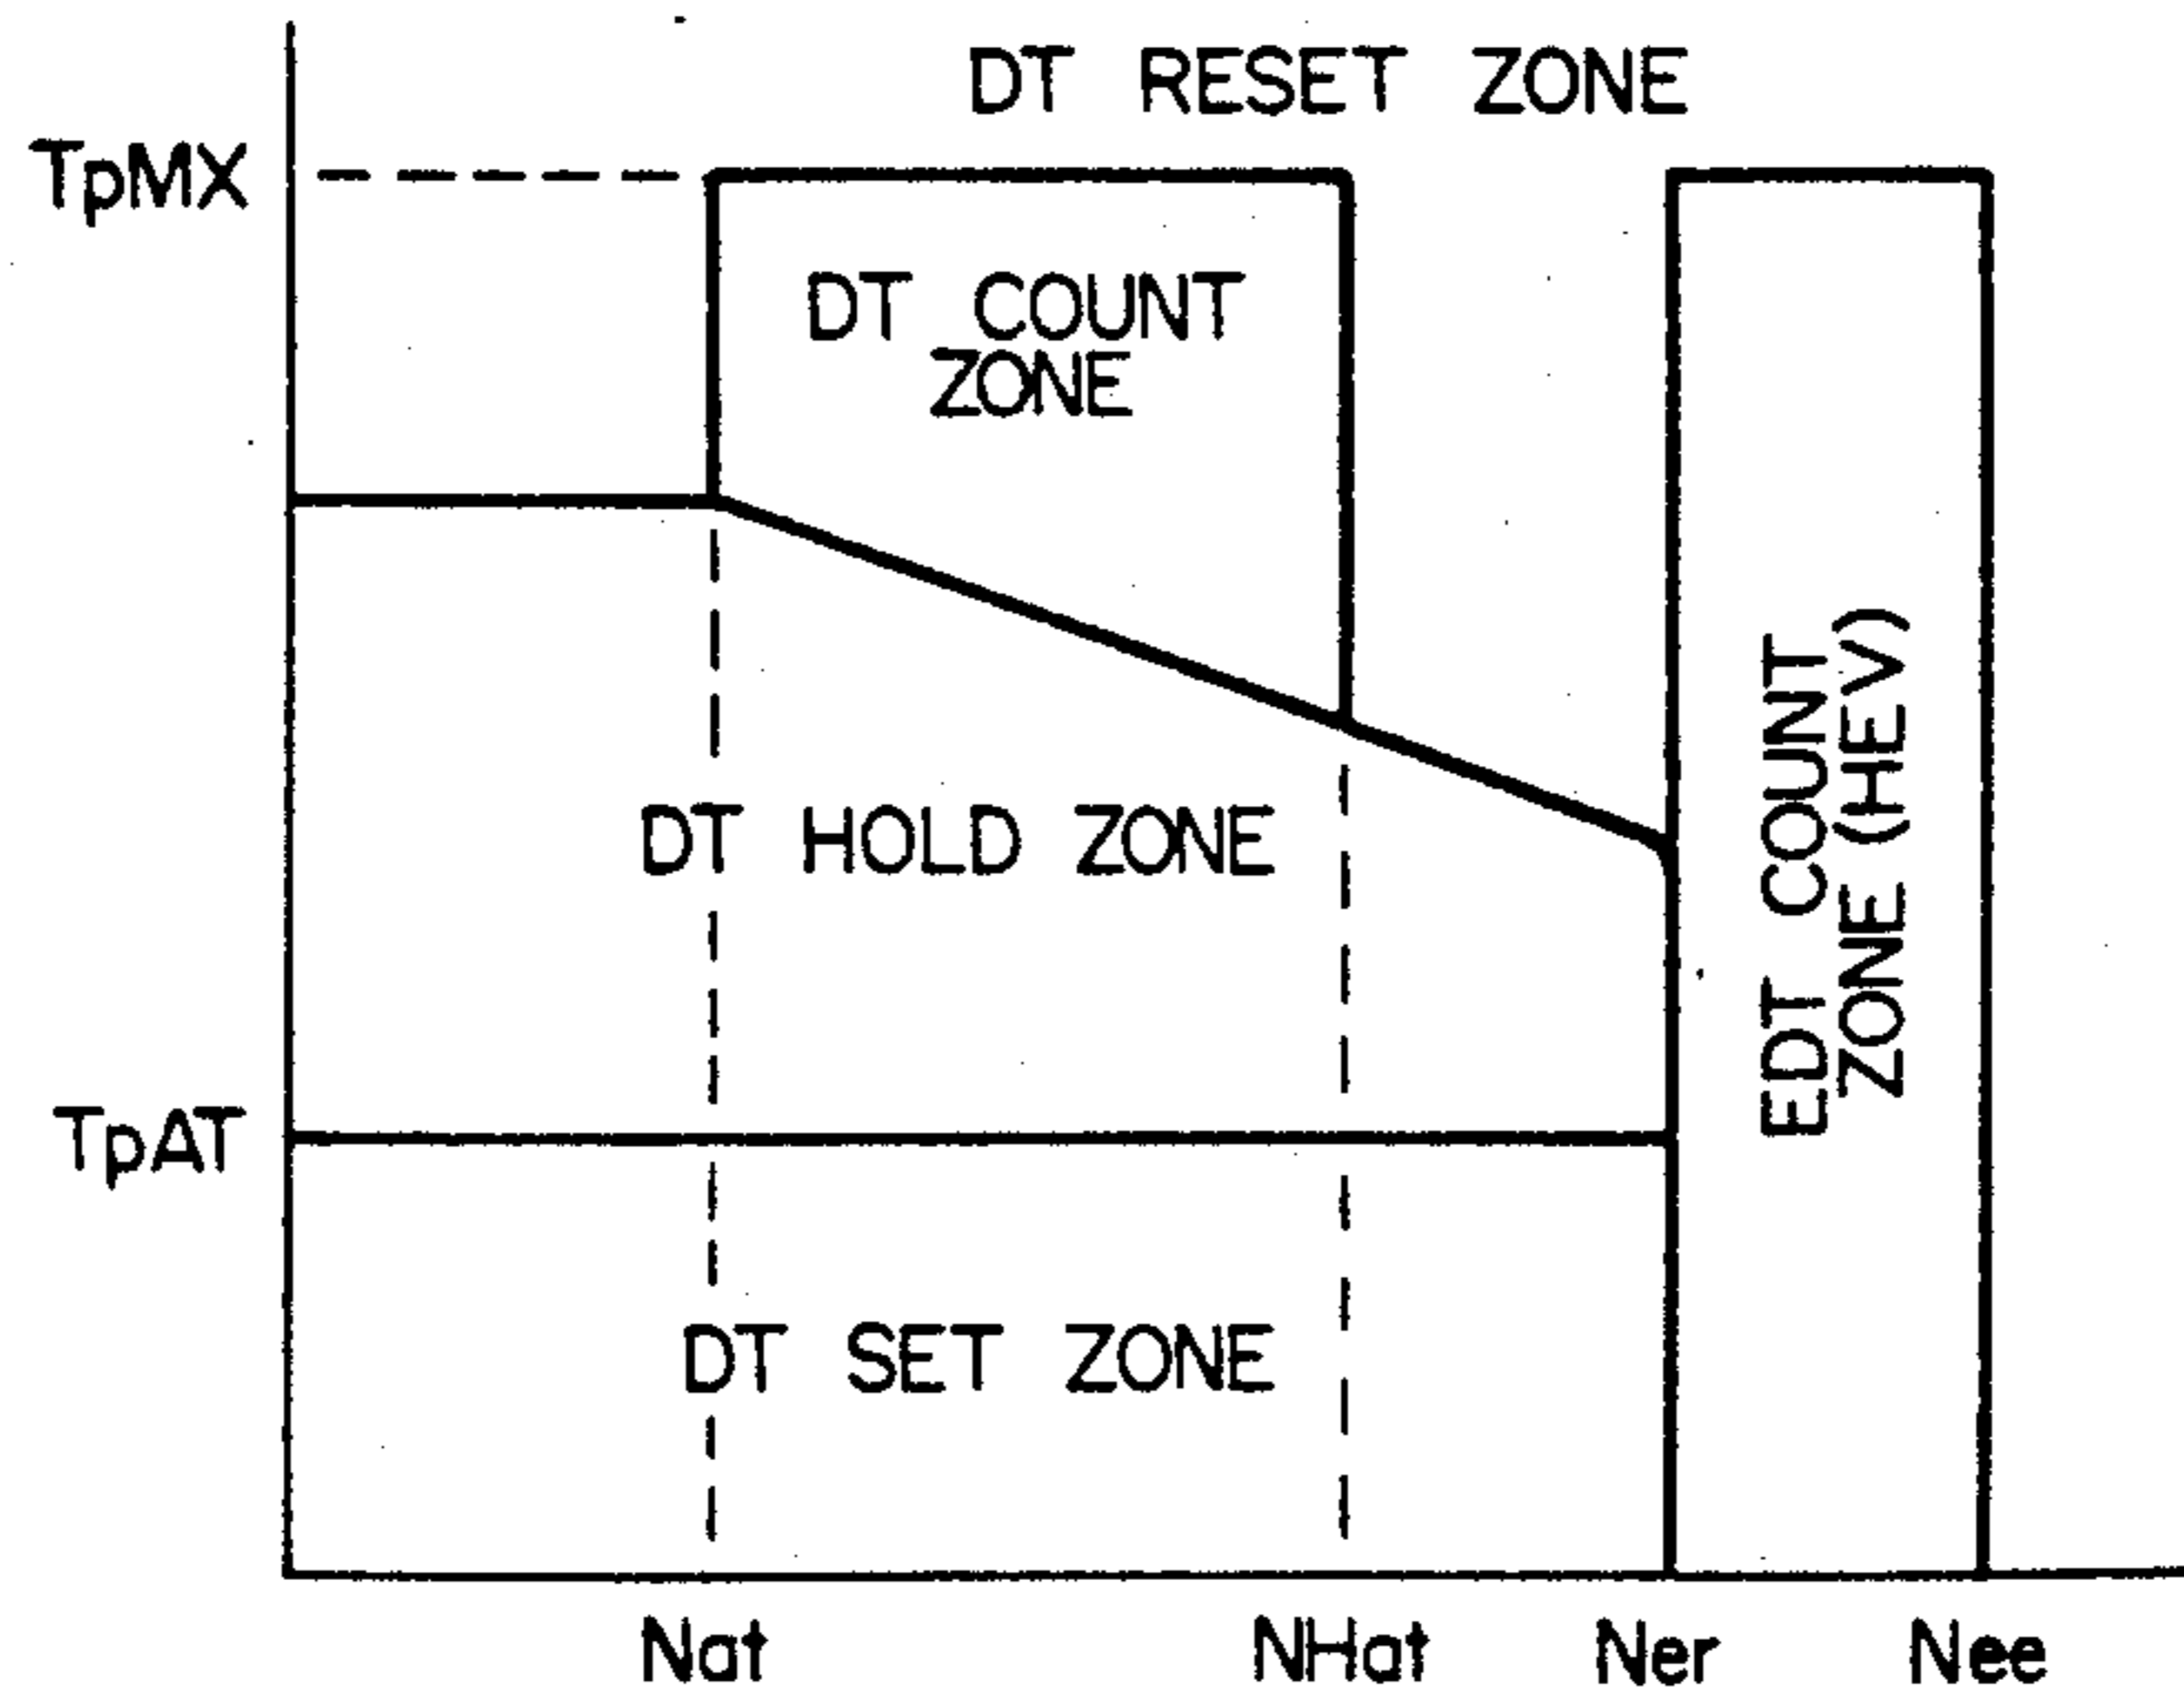 DT RESET ZONE
TpMX
DT COUNT
ZONE
EDT COUNT
ZONE (HEV)
DT HOLD ZONE
TpAT
DT SET ZONE
Nat NHat Ner Nee